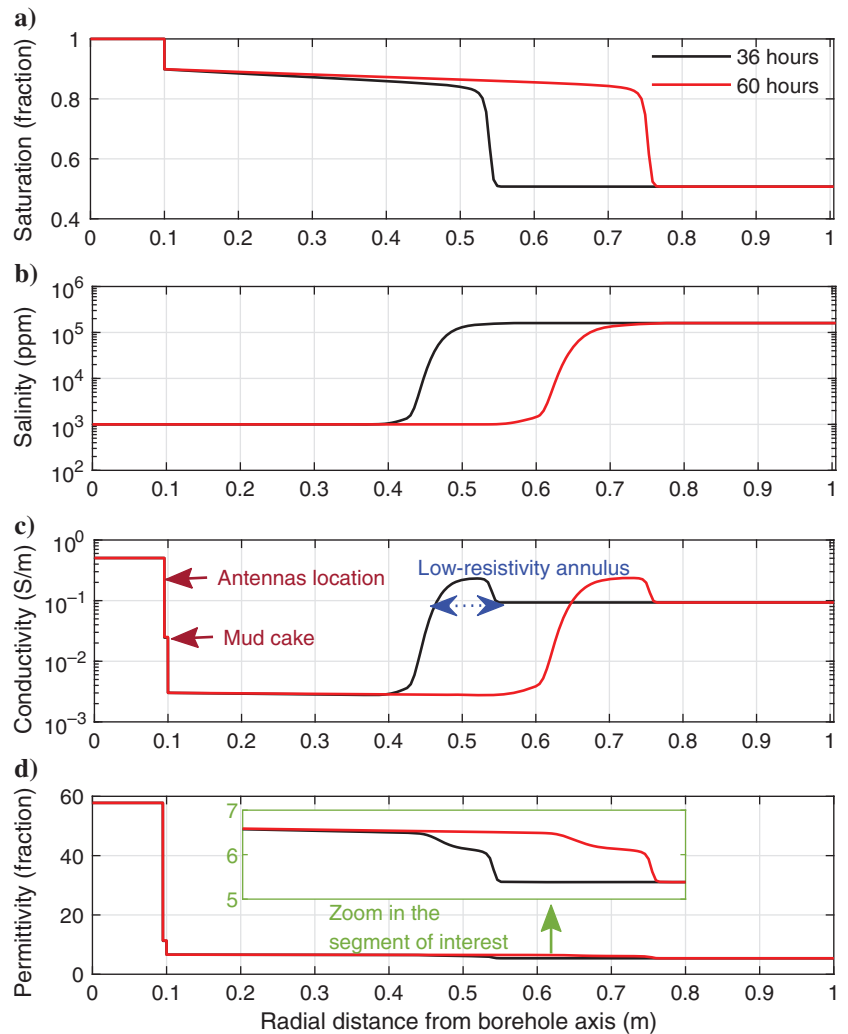 a)
Saturation (fraction)
1
0.8
0.6
0.4
36 hours
60 hours
0 0.1 0.2 0.3 0.4 0.5 0.6 0.7 0.8 0.9 1
b)
Salinity (ppm)
10⁶
10⁵
10⁴
10³
10²
0 0.1 0.2 0.3 0.4 0.5 0.6 0.7 0.8 0.9 1
c)
Conductivity (S/m)
10⁰
10⁻¹
10⁻²
10⁻³
Low-resistivity annulus
Antennas location
Mud cake
0 0.1 0.2 0.3 0.4 0.5 0.6 0.7 0.8 0.9 1
d)
Permittivity (fraction)
60
40
20
0
7
6
5
Zoom in the
segment of interest
0 0.1 0.2 0.3 0.4 0.5 0.6 0.7 0.8 0.9 1
Radial distance from borehole axis (m)